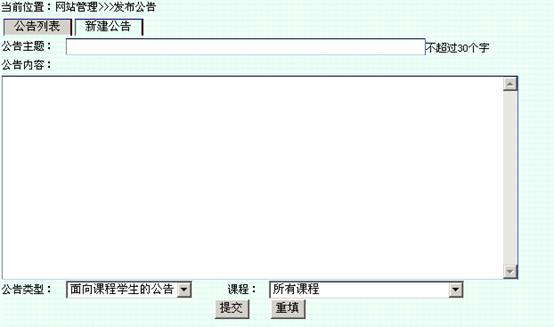 当前位置：网站管理>>>发布公告
公告列表 新建公告
公告主题： 不超过30个字
公告内容：
公告类型： 面向课程学生的公告 课程： 所有课程
提交 重填